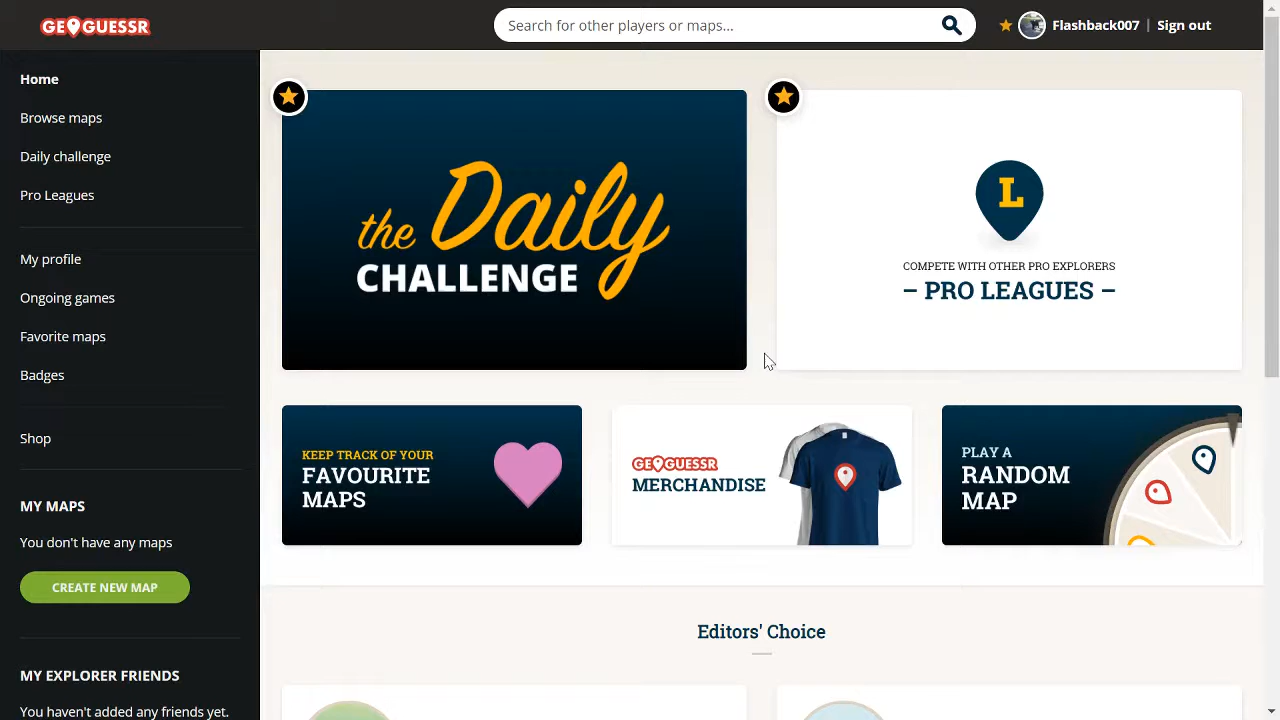 GEOGUESSR
Search for other players or maps...
Flashback007 | Sign out
Home
Browse maps
Daily challenge
Pro Leagues
My profile
Ongoing games
Favorite maps
Badges
Shop
MY MAPS
You don't have any maps
CREATE NEW MAP
MY EXPLORER FRIENDS
You haven't added any friends yet.
the Daily
CHALLENGE
L
COMPETE WITH OTHER PRO EXPLORERS
– PRO LEAGUES –
KEEP TRACK OF YOUR
FAVOURITE
MAPS
GEOGUESSR
MERCHANDISE
PLAY A
RANDOM
MAP
Editors' Choice